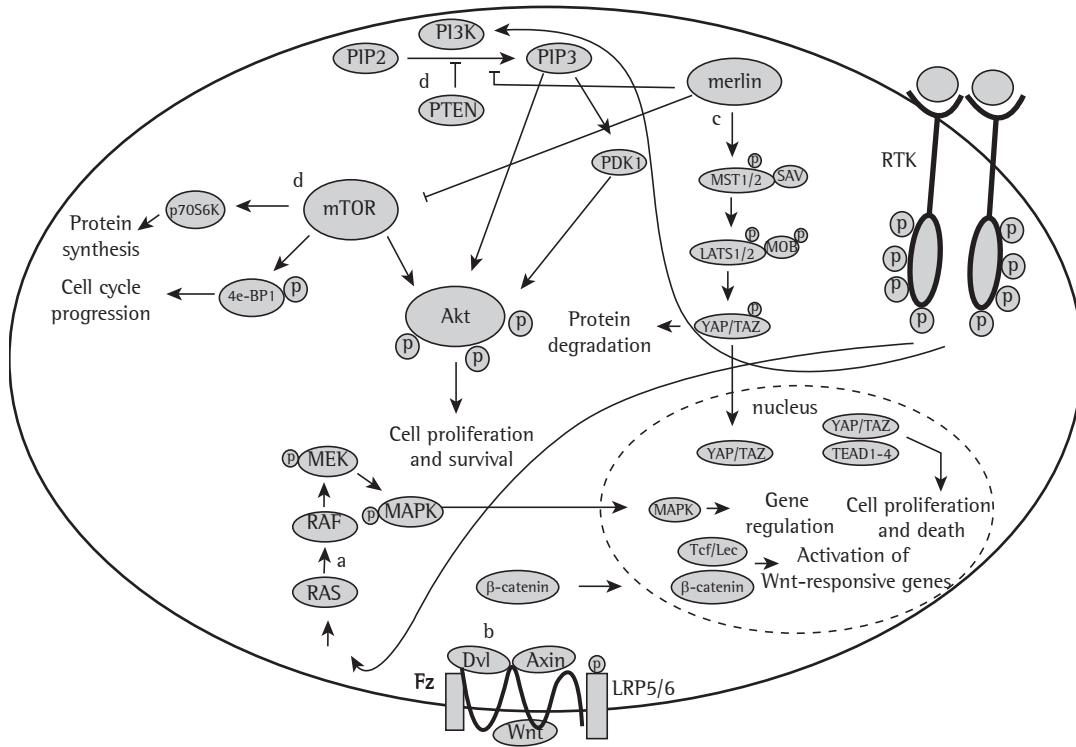 PI3K
PIP2
PIP3
d
PTEN
merlin
c
RTK
PDK1
p
MST1/2
SAV
d
p70S6K
mTOR
Protein
synthesis
p
p
LATS1/2
MOB
p
p
p
p
p
p
p
p
p
Cell cycle
progression
4e-BP1
p
Akt
p
p
p
Protein
degradation
p
YAP/TAZ
nucleus
YAP/TAZ
TEAD1-4
YAP/TAZ
Cell proliferation
and survival
p
MEK
RAF
p
MAPK
a
RAS
MAPK
Gene
regulation
Cell proliferation
and death
Tcf/Lec
β-catenin
β-catenin
Activation of
Wnt-responsive genes
b
Dvl
Axin
p
Fz
LRP5/6
Wnt